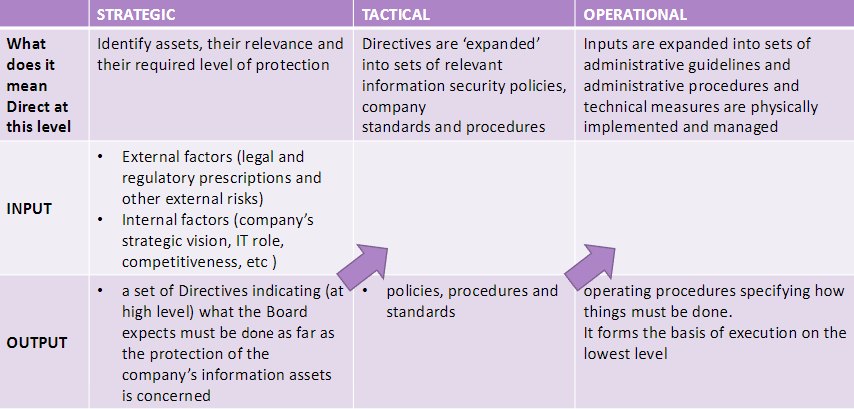 STRATEGIC
TACTICAL
OPERATIONAL
What
does it
mean
Direct at
this level
Identify assets, their relevance and
their required level of protection
Directives are ‘expanded’
into sets of relevant
information security policies,
company
standards and procedures
Inputs are expanded into sets of
administrative guidelines and
administrative procedures and
technical measures are physically
implemented and managed
INPUT
• External factors (legal and
regulatory prescriptions and
other external risks)
• Internal factors (company’s
strategic vision, IT role,
competitiveness, etc )
OUTPUT
• a set of Directives indicating (at
high level) what the Board
expects must be done as far as
the protection of the
company’s information assets
is concerned
• policies, procedures and
standards
operating procedures specifying how
things must be done.
It forms the basis of execution on the
lowest level